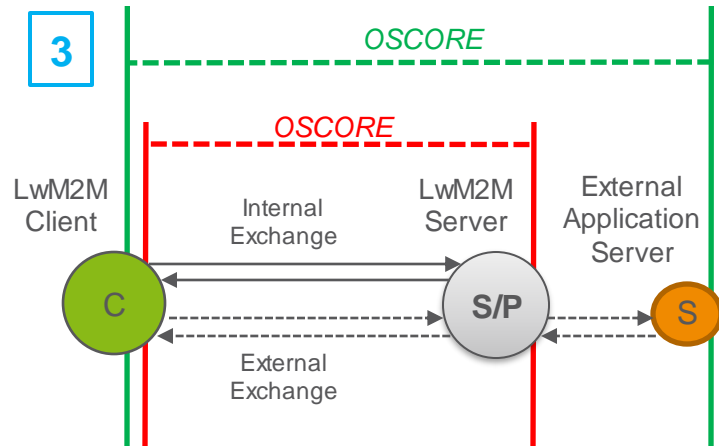 3
OSCORE
OSCORE
LwM2M
Client
Internal
Exchange
LwM2M
Server
External
Application
Server
C
S/P
S
External
Exchange